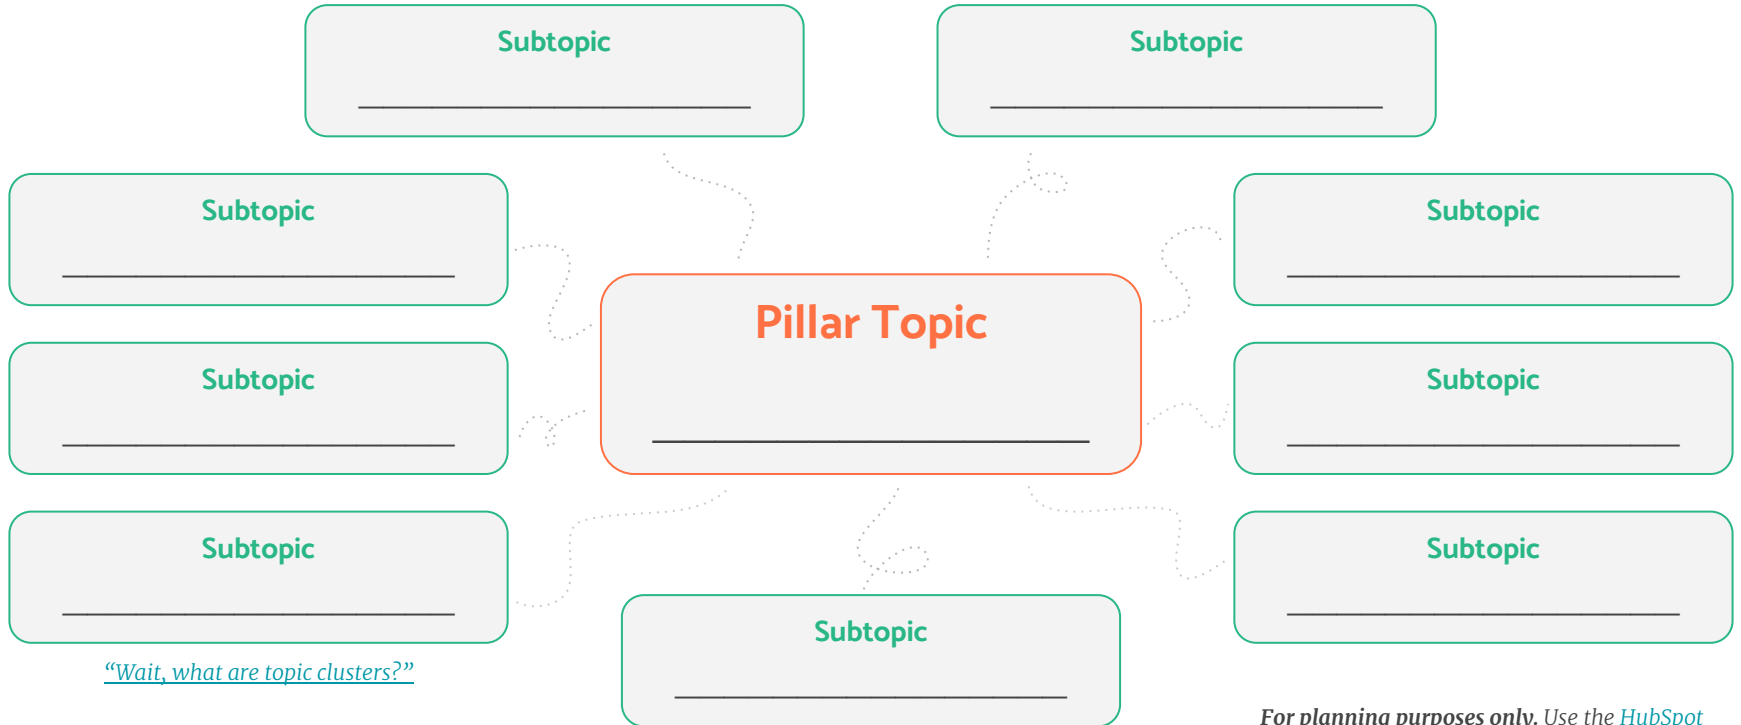 Subtopic
Subtopic
Subtopic
Subtopic
Pillar Topic
Subtopic
Subtopic
Subtopic
Subtopic
Subtopic
“Wait, what are topic clusters?”
For planning purposes only. Use the HubSpot